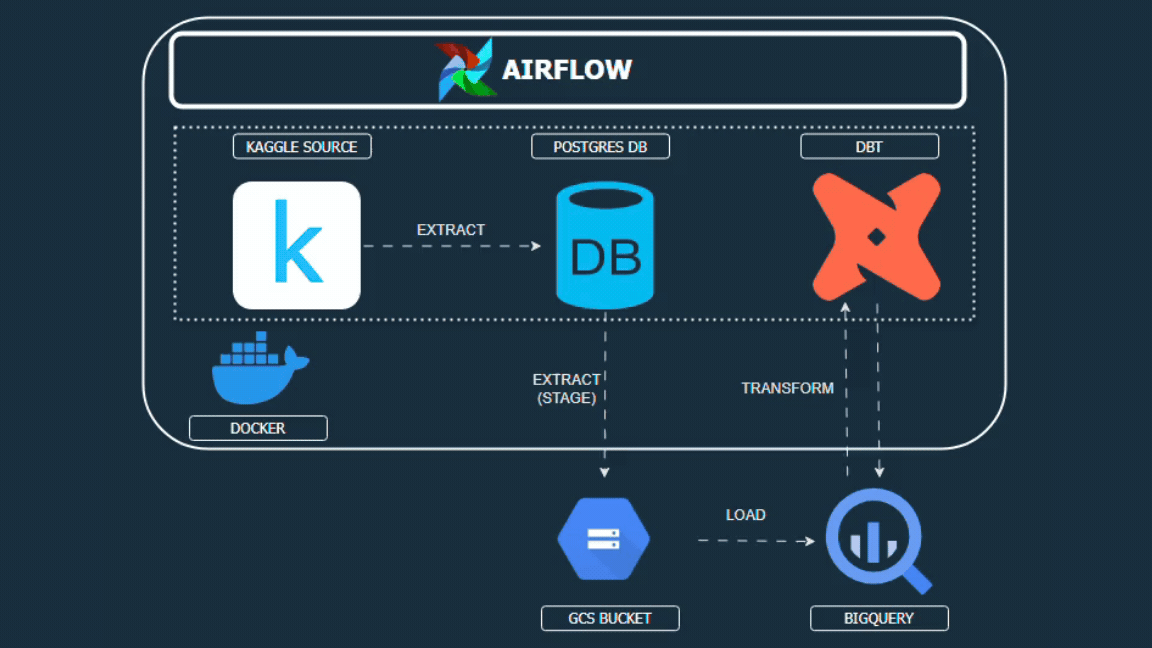 AIRFLOW
KAGGLE SOURCE
POSTGRES DB
DBT
k
EXTRACT
DB
EXTRACT
(STAGE)
TRANSFORM
DOCKER
LOAD
GCS BUCKET
BIGQUERY